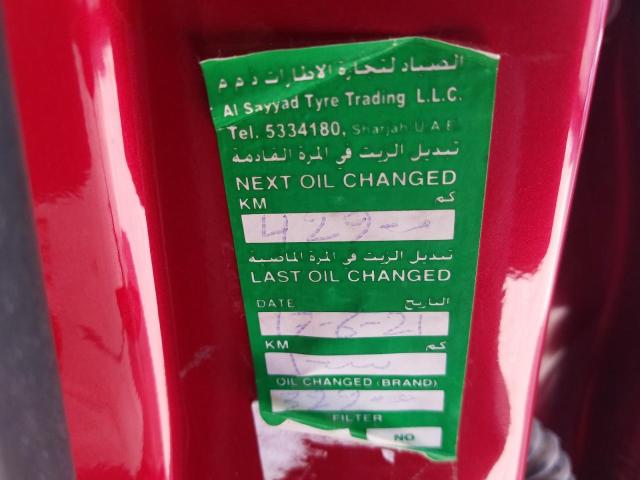 الصياد لتجارة الاطارات ذ م م
Al Sayyad Tyre Trading L.L.C.
Tel. 5334180, Sharjah U A E
تبديل الزيت في المرة القادمة
NEXT OIL CHANGED
KM كم
تبديل الزيت في المرة الماضية
LAST OIL CHANGED
DATE التاريخ
17-6-21
KM كم
OIL CHANGED (BRAND)
FILTER
NO